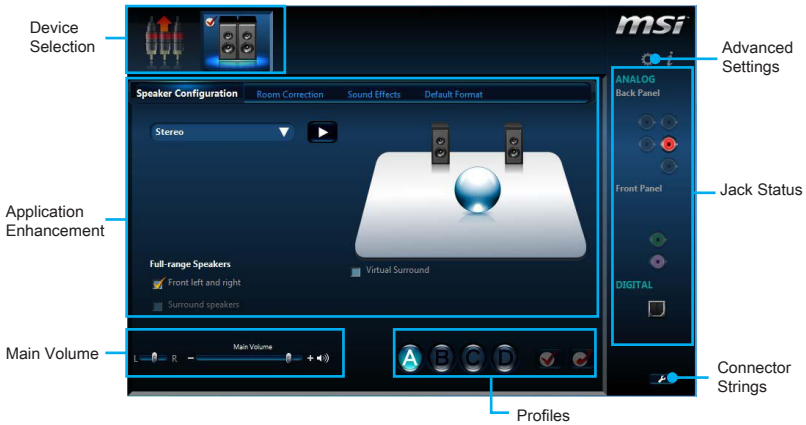 Device
Selection
msi
i
Advanced
Settings
ANALOG
Back Panel
Speaker Configuration
Room Correction
Sound Effects
Default Format
Stereo
Jack Status
Front Panel
Application
Enhancement
Full-range Speakers
Virtual Surround
Front left and right
Surround speakers
DIGITAL
Main Volume
Main Volume
L
R
-
+
A
B
C
D
Connector
Strings
Profiles